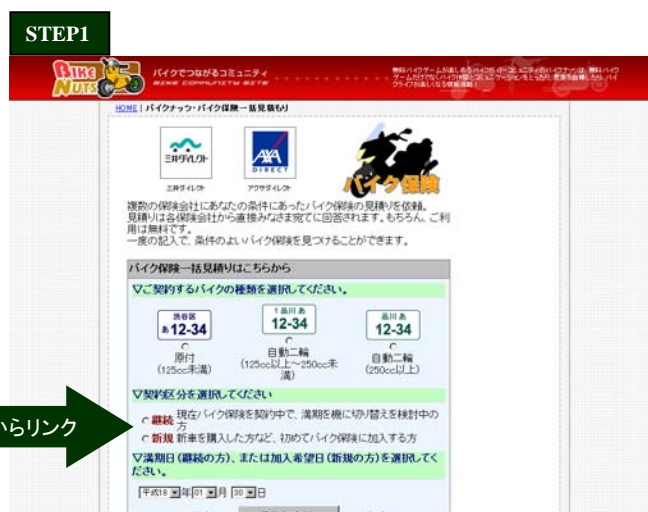 STEP1
BIKE NUTS
バイクでつながるコミュニティ
BIKE COMMUNITY SITE
HOME | バイクナッツ・バイク保険一括見積もり
三井ダイレクト
AXA DIRECT
バイク保険
三井ダイレクト
アクサダイレクト
複数の保険会社にあなたの条件にあったバイク保険の見積りを依頼。
見積りは各保険会社から直接みなさま宛てに回答されます。もちろん、ご利
用は無料です。
一度の記入で、条件のよいバイク保険を見つけることができます。
バイク保険一括見積りはこちらから
▽ご契約するバイクの種類を選択してください。
渋谷区
あ12-34
1品川 あ
12-34
品川 あ
12-34
原付
(125cc未満)
自動二輪
(125cc以上～250cc未
満)
自動二輪
(250cc以上)
▽契約区分を選択してください
継続 現在バイク保険を契約中で、満期を機に切り替えを検討中の
方
新規 新車を購入した方など、初めてバイク保険に加入する方
からリンク
▽満期日(継続の方)、または加入希望日(新規の方)を選択してく
ださい。
平成18 年 01 月 30 日